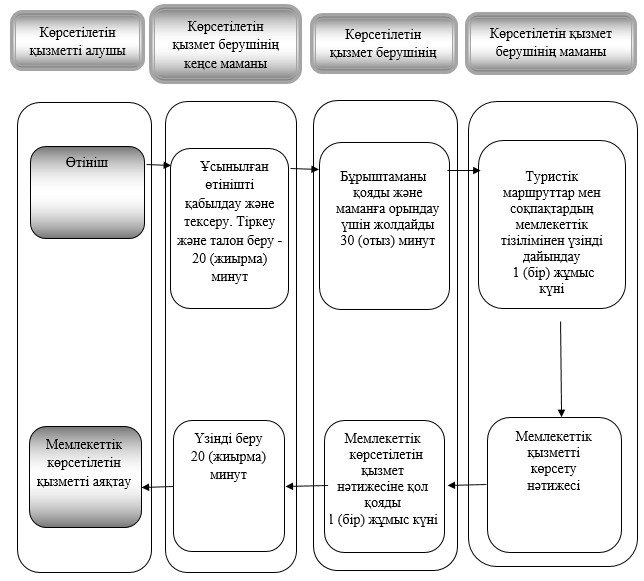 Көрсетілетін
қызметті алушы
Көрсетілетін
қызмет берушінің
кеңсе маманы
Көрсетілетін
қызмет берушінің
Көрсетілетін қызмет
берушінің маманы
Өтініш
Ұсынылған
өтінішті
қабылдау және
тексеру. Тіркеу
және талон беру -
20 (жиырма)
минут
Бұрыштаманы
қояды және
маманға орындау
үшін жолдайды
30 (отыз) минут
Туристік
маршруттар мен
соқпақтардың
мемлекеттік
тізілімінен үзінді
дайындау
1 (бір) жұмыс
күні
Мемлекеттік
көрсетілетін
қызметті аяқтау
Үзінді беру
20 (жиырма)
минут
Мемлекеттік
көрсетілетін
қызмет
нәтижесіне қол
қояды
1 (бір) жұмыс күні
Мемлекеттік
қызметті
көрсету
нәтижесі